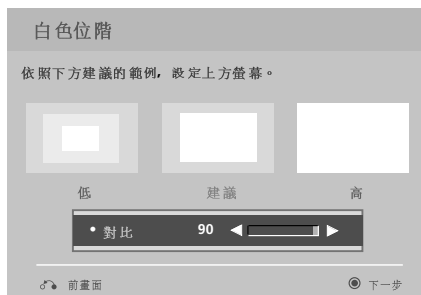 白色位階
依照下方建議的範例，設定上方螢幕。
低 建議 高
• 對比 90
前畫面 下一步